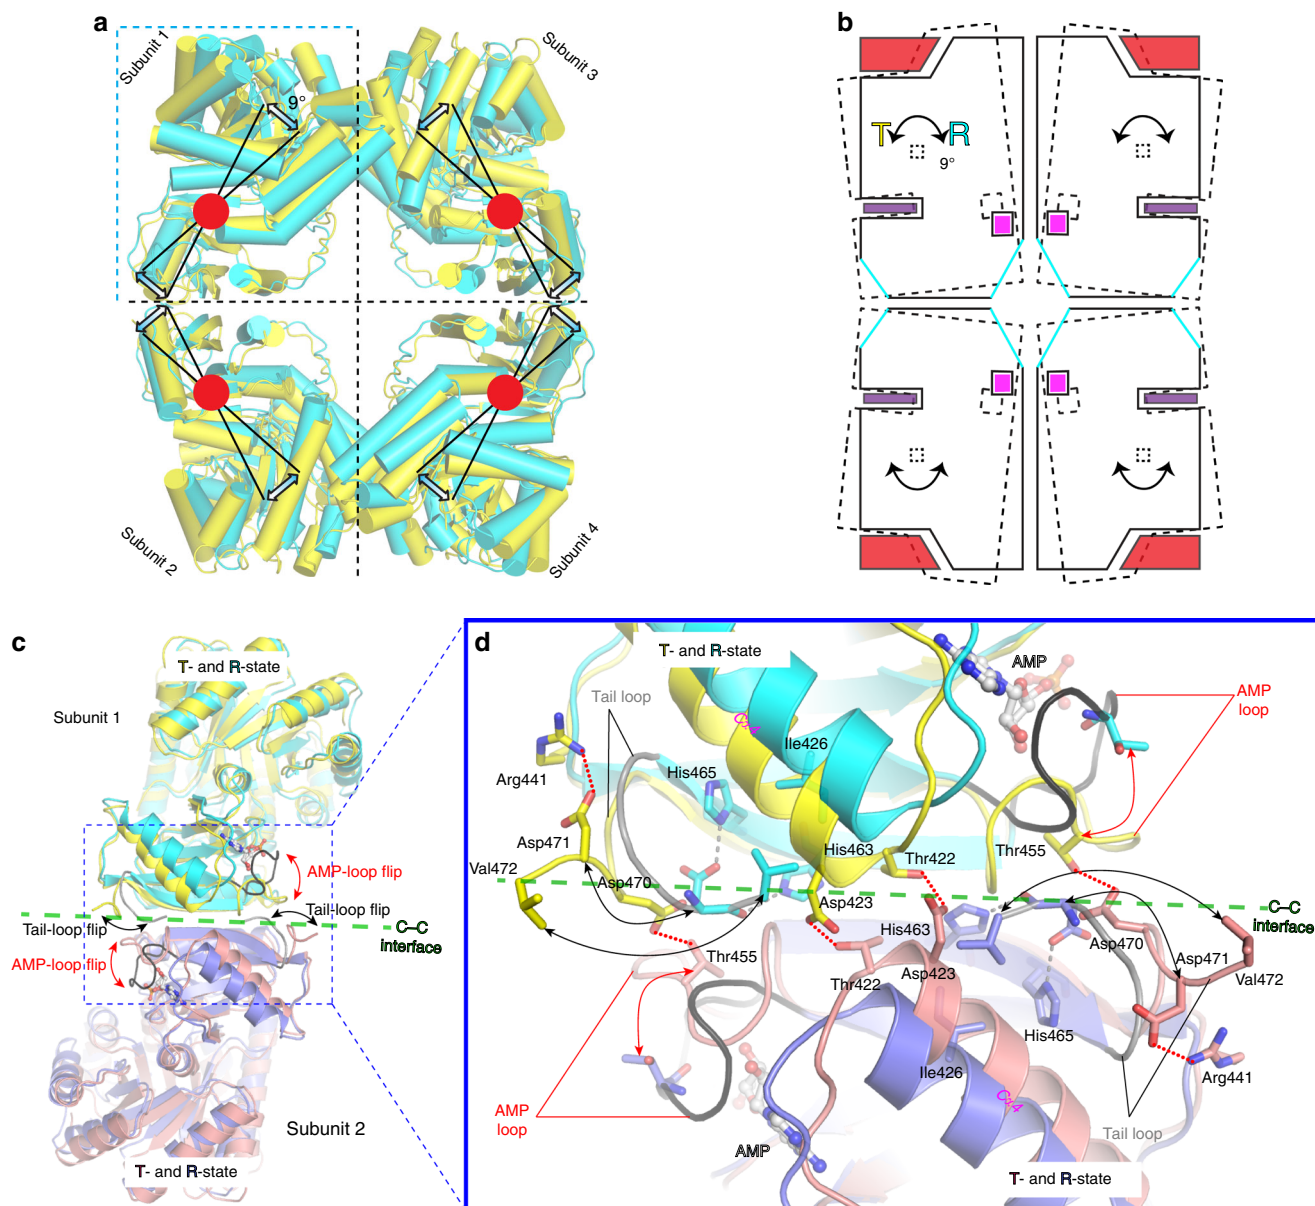 a
Subunit 1
Subunit 3
9°
Subunit 2
Subunit 4
b
T R
9°
c
T- and R-state
Subunit 1
AMP-loop flip
Tail-loop flip
C–C
interface
Tail-loop flip
AMP-loop flip
Subunit 2
T- and R-state
d
T- and R-state
AMP
AMP
loop
Tail loop
Cα4
Ile426
Arg441
His465
Asp471
His463
Thr422
Thr455
Val472
Asp470
Asp423
C–C
interface
His463
Asp470
Thr455
Asp423
Asp471
Thr422
Val472
His465
Ile426
Arg441
Cα4
AMP
loop
AMP
Tail loop
T- and R-state